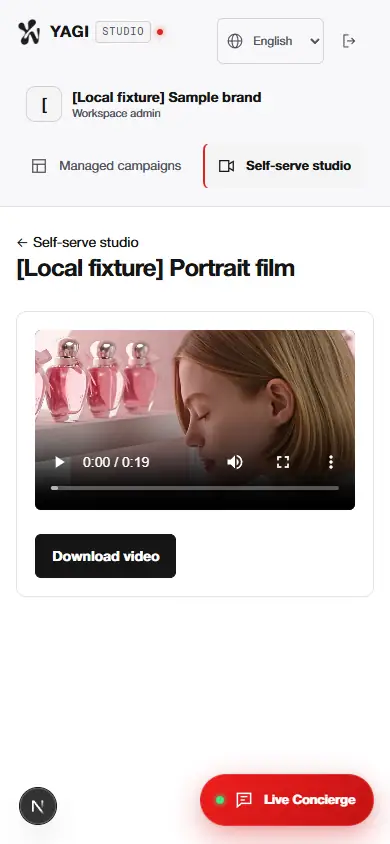 YAGI STUDIO
English
[
[Local fixture] Sample brand
Workspace admin
Managed campaigns
Self-serve studio
← Self-serve studio
[Local fixture] Portrait film
0:00 / 0:19
Download video
N
Live Concierge